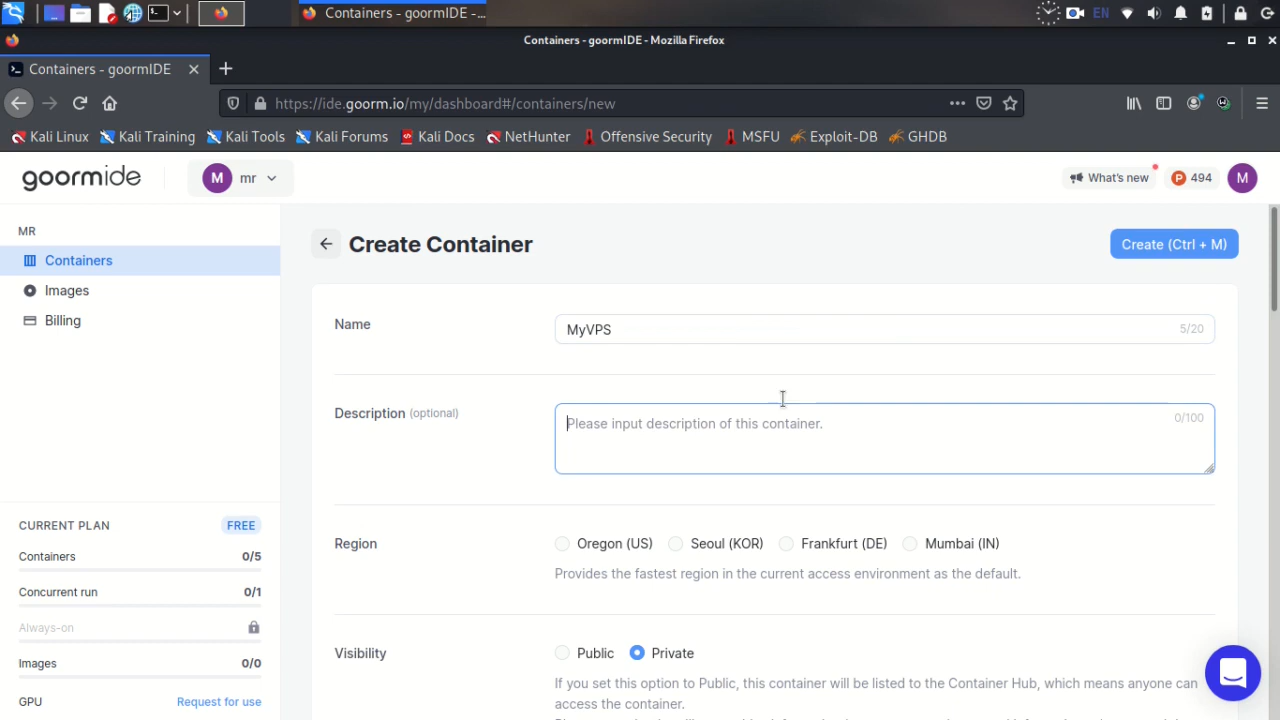 Containers - goormIDE -...
EN
Containers - goormIDE - Mozilla Firefox
Containers - goormIDE
https://ide.goorm.io/my/dashboard#/containers/new
Kali Linux Kali Training Kali Tools Kali Forums Kali Docs NetHunter Offensive Security MSFU Exploit-DB GHDB
goormide
M mr
What's new
P 494
M
MR
Containers
Images
Billing
CURRENT PLAN FREE
Containers 0/5
Concurrent run 0/1
Always-on
Images 0/0
GPU Request for use
Create Container
Create (Ctrl + M)
Name
MyVPS 5/20
Description (optional)
Please input description of this container. 0/100
Region
Oregon (US) Seoul (KOR) Frankfurt (DE) Mumbai (IN)
Provides the fastest region in the current access environment as the default.
Visibility
Public Private
If you set this option to Public, this container will be listed to the Container Hub, which means anyone can
access the container.